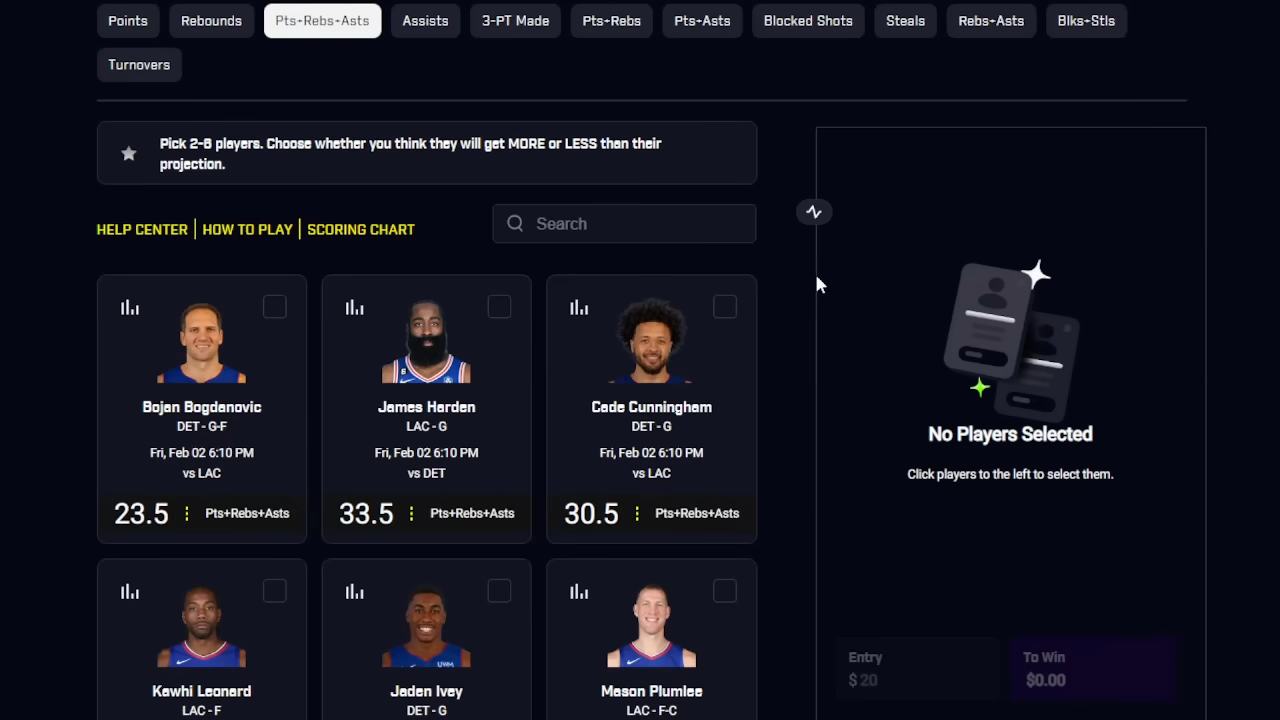 Points
Rebounds
Pts+Rebs+Asts
Assists
3-PT Made
Pts+Rebs
Pts+Asts
Blocked Shots
Steals
Rebs+Asts
Blks+Stls
Turnovers
Pick 2-6 players. Choose whether you think they will get MORE or LESS than their
projection.
HELP CENTER
HOW TO PLAY
SCORING CHART
Search
Bojan Bogdanovic
DET - G-F
Fri, Feb 02 6:10 PM
vs LAC
23.5
Pts+Rebs+Asts
James Harden
LAC - G
Fri, Feb 02 6:10 PM
vs DET
33.5
Pts+Rebs+Asts
Cade Cunningham
DET - G
Fri, Feb 02 6:10 PM
vs LAC
30.5
Pts+Rebs+Asts
Kawhi Leonard
LAC - F
Jaden Ivey
DET - G
Mason Plumlee
LAC - F-C
No Players Selected
Click players to the left to select them.
Entry
$ 20
To Win
$0.00